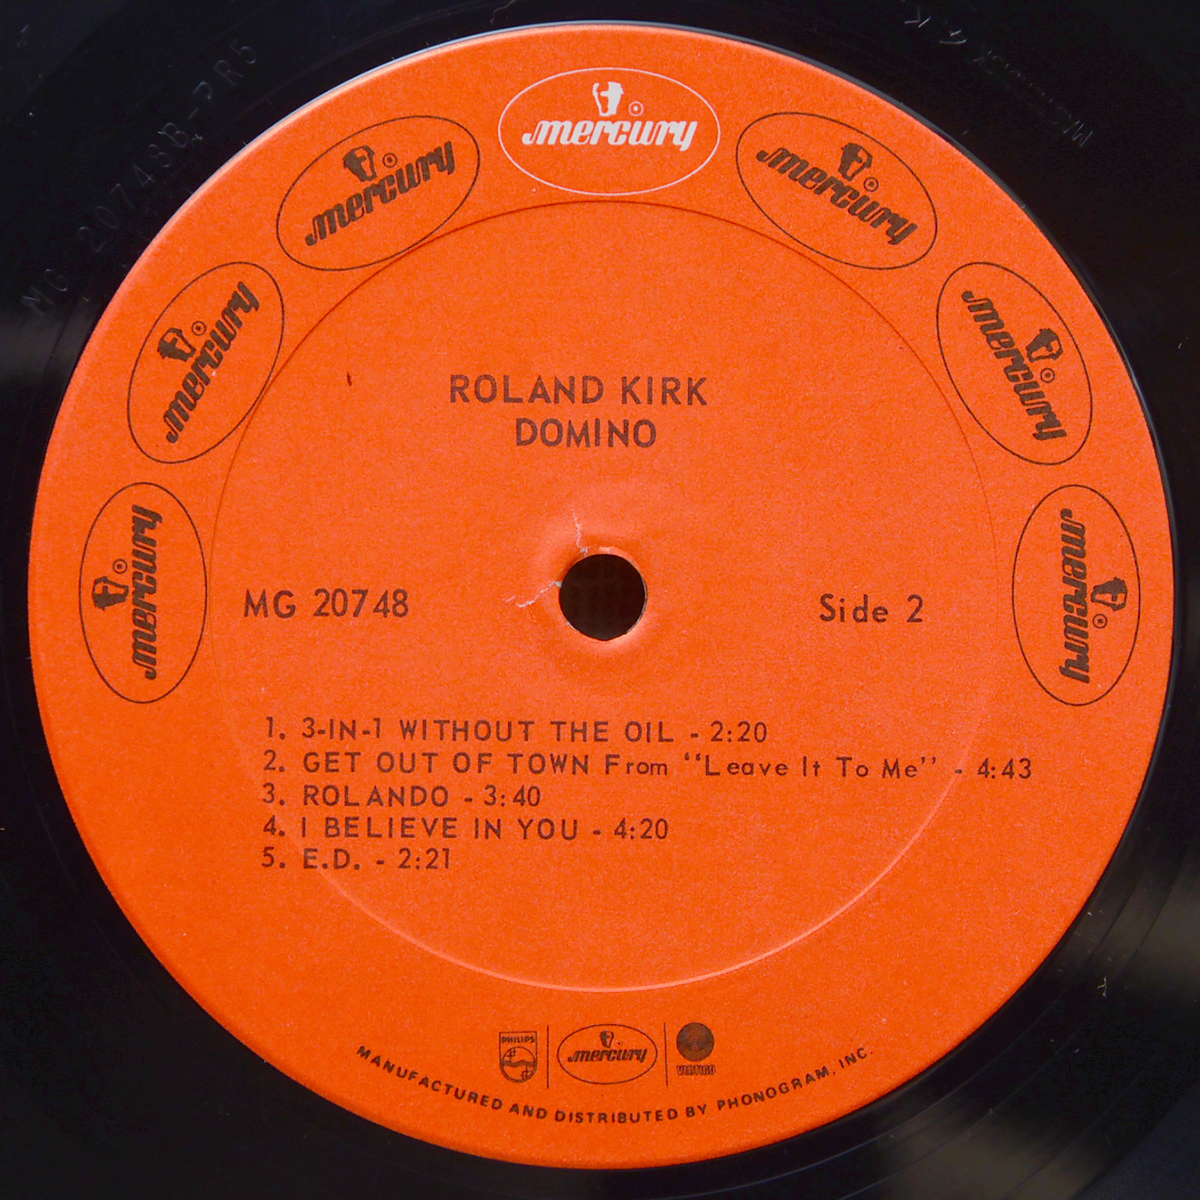 mercury
mercury
mercury
mercury
mercury
mercury
mercury
ROLAND KIRK
DOMINO
MG 20748
Side 2
1. 3-IN-1 WITHOUT THE OIL - 2:20
2. GET OUT OF TOWN From "Leave It To Me" - 4:43
3. ROLANDO - 3:40
4. I BELIEVE IN YOU - 4:20
5. E.D. - 2:21
PHILIPS
mercury
VERTIGO
MANUFACTURED AND DISTRIBUTED BY PHONOGRAM, INC.